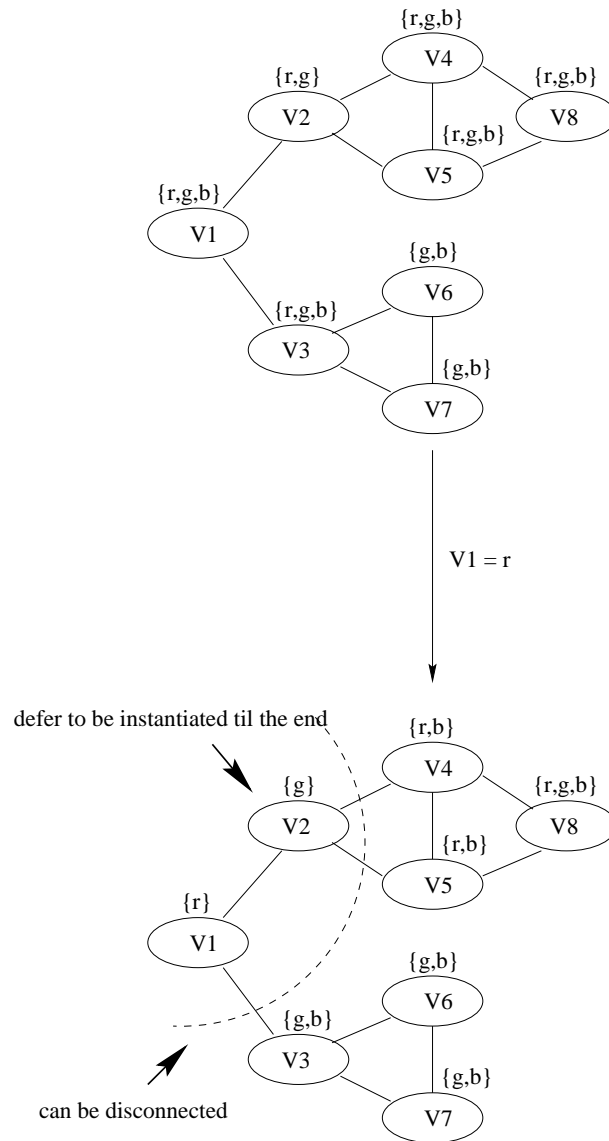 {r,g,b}
V4
{r,g}
{r,g,b}
V2
V8
{r,g,b}
V5
{r,g,b}
V1
{g,b}
V6
{r,g,b}
V3
{g,b}
V7
V1 = r
defer to be instantiated til the end
{r,b}
V4
{g}
{r,g,b}
V2
V8
{r,b}
V5
{r}
V1
{g,b}
V6
{g,b}
V3
{g,b}
V7
can be disconnected